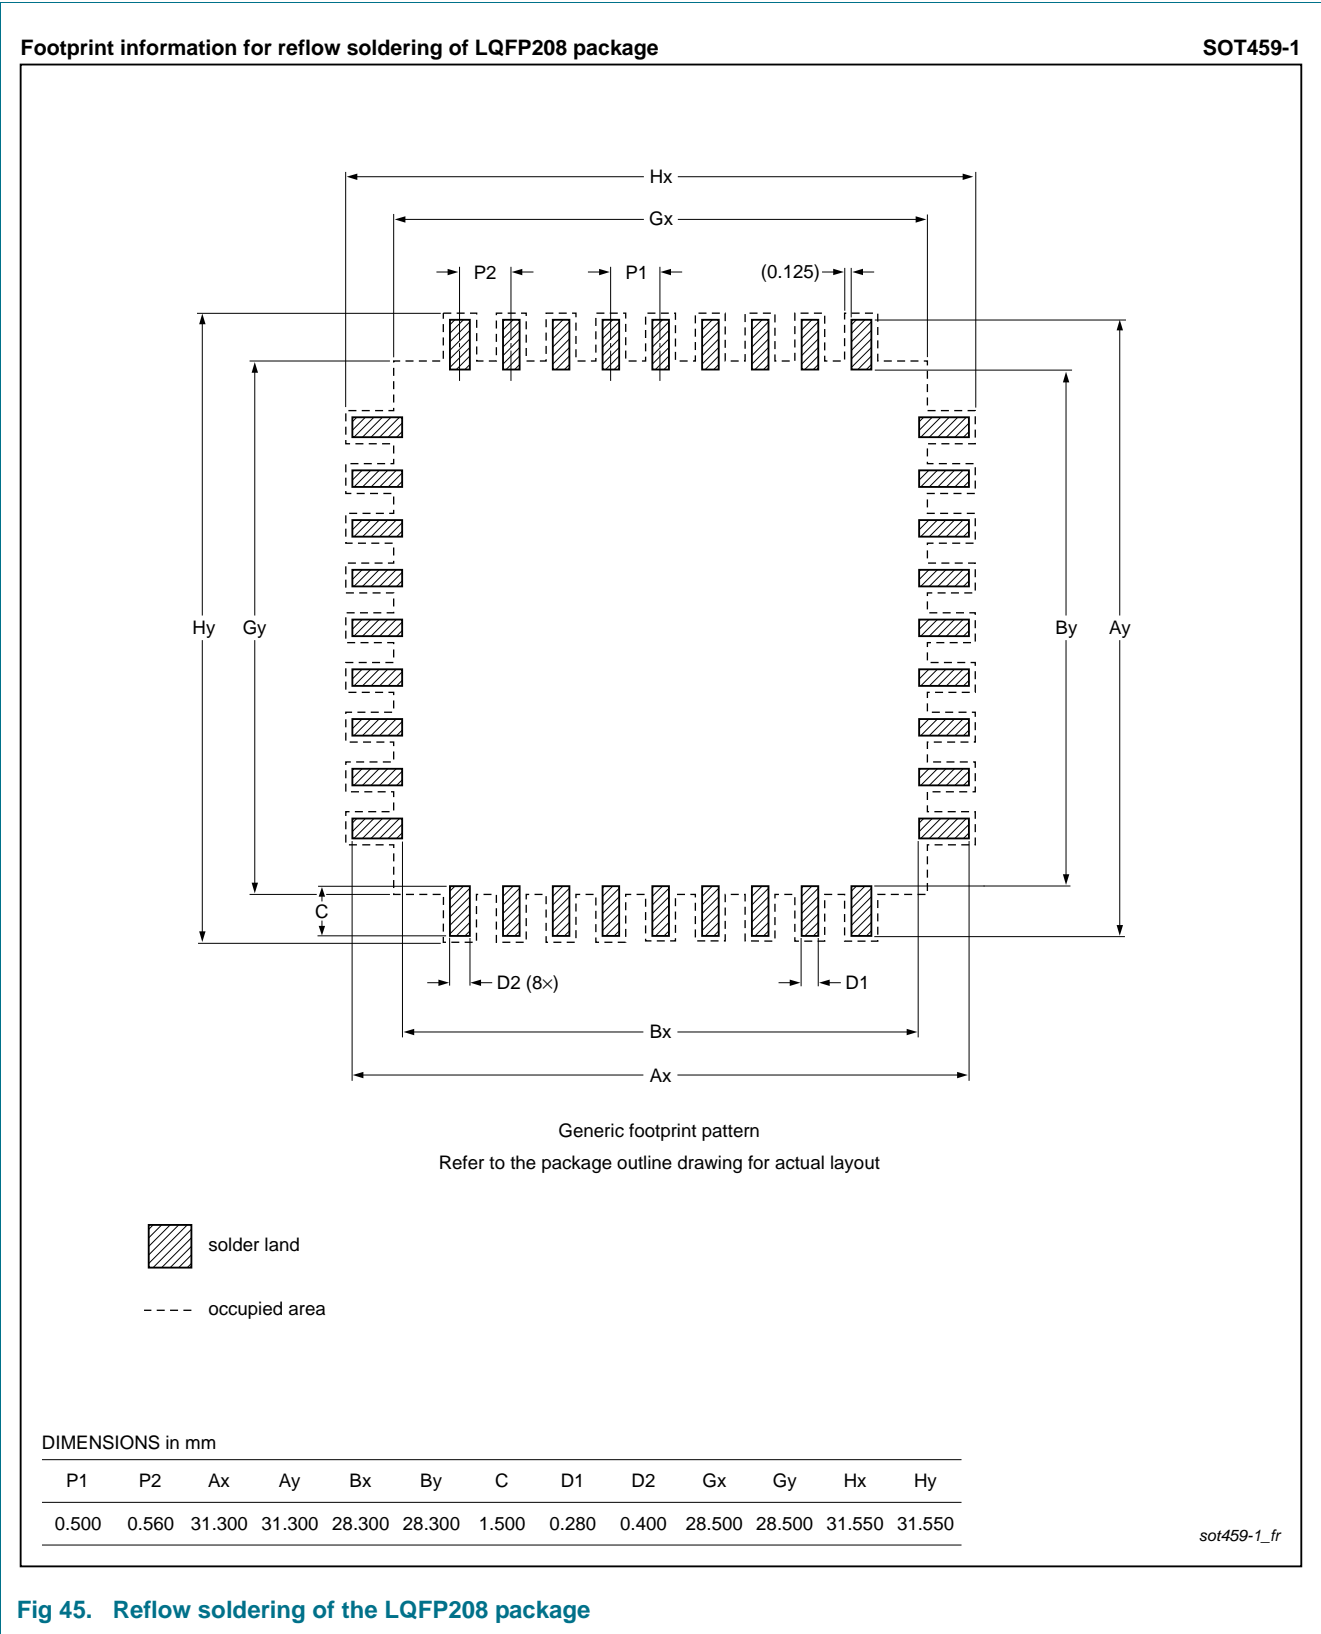 Footprint information for reflow soldering of LQFP208 package SOT459-1
Hx
Gx
P2 P1 (0.125)
Hy Gy By Ay
C
D2 (8×) D1
Bx
Ax
Generic footprint pattern
Refer to the package outline drawing for actual layout
solder land
occupied area
DIMENSIONS in mm
P1 P2 Ax Ay Bx By C D1 D2 Gx Gy Hx Hy
0.500 0.560 31.300 31.300 28.300 28.300 1.500 0.280 0.400 28.500 28.500 31.550 31.550
sot459-1_fr
Fig 45. Reflow soldering of the LQFP208 package